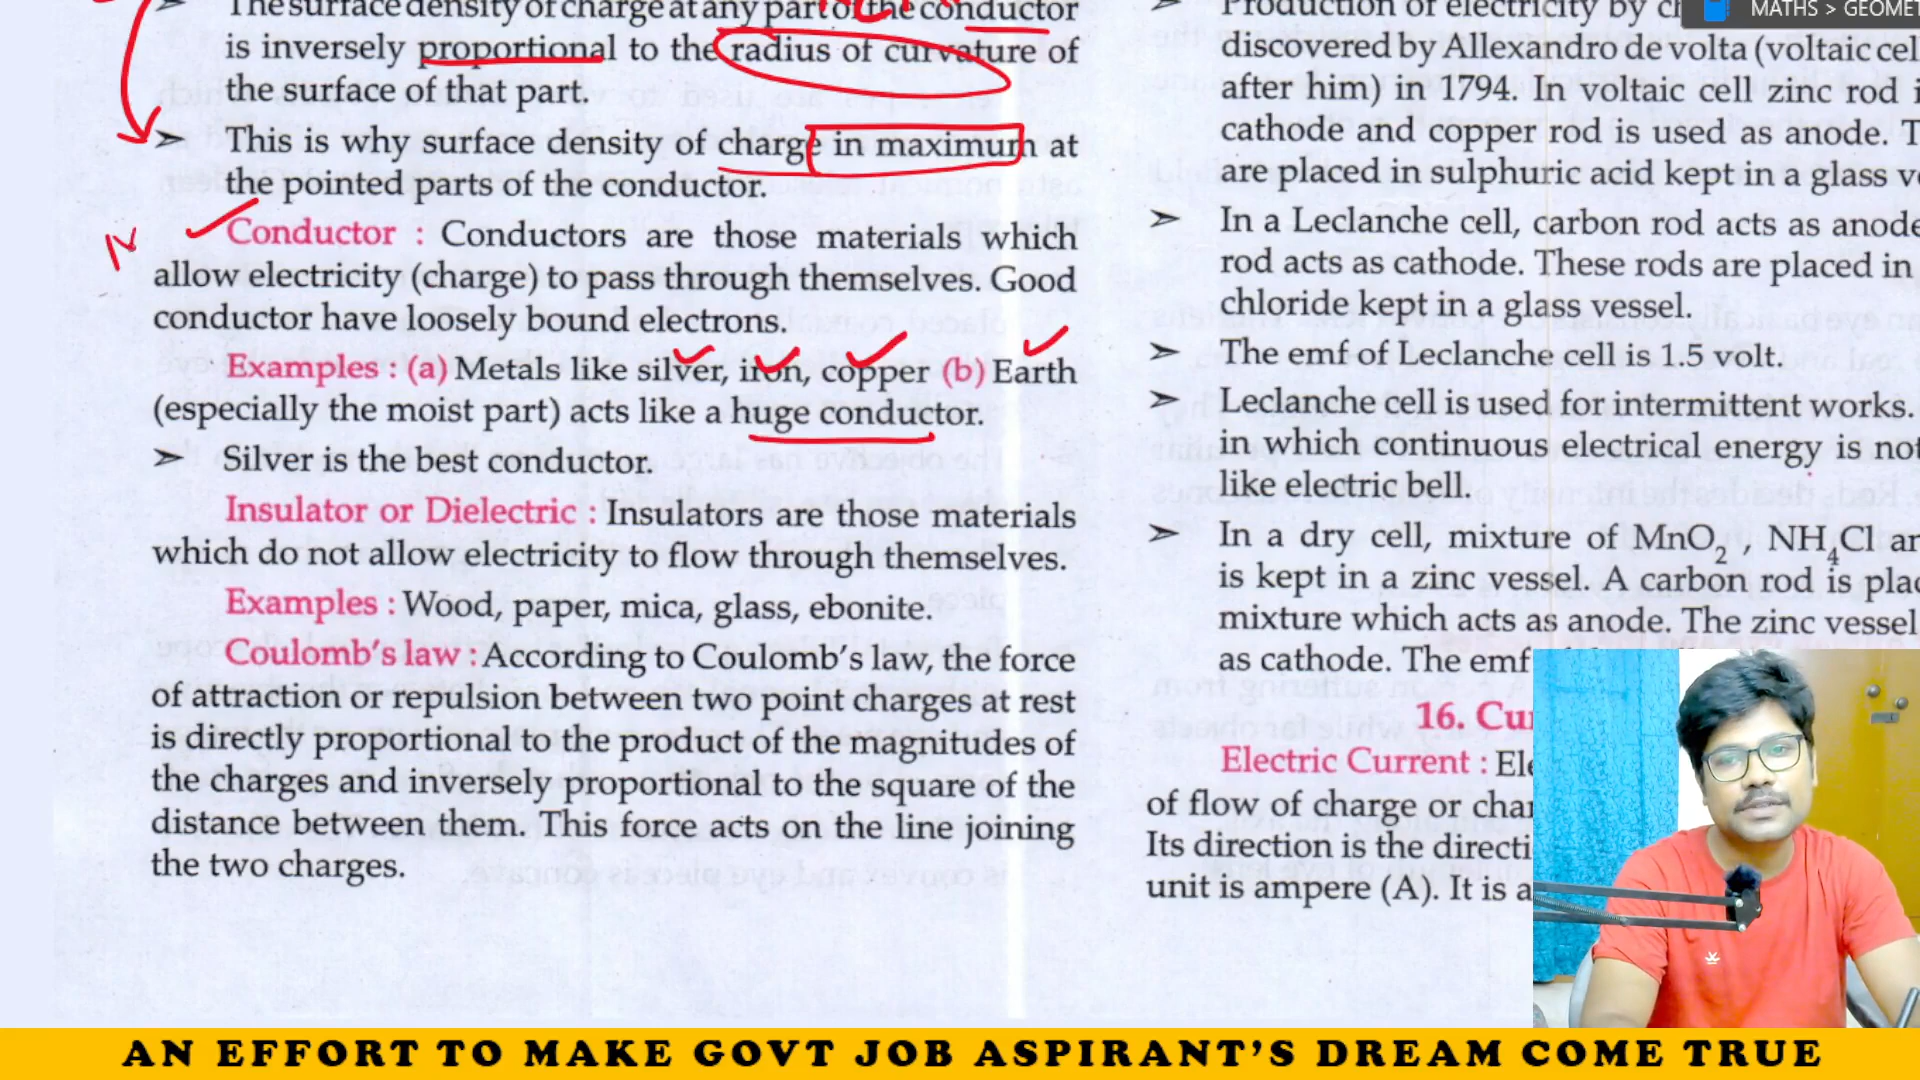 The surface density of charge at any part of the conductor
is inversely proportional to the radius of curvature of
the surface of that part.
➢ This is why surface density of charge in maximum at
the pointed parts of the conductor.
Conductor : Conductors are those materials which
allow electricity (charge) to pass through themselves. Good
conductor have loosely bound electrons.
Examples : (a) Metals like silver, iron, copper (b) Earth
(especially the moist part) acts like a huge conductor.
➢ Silver is the best conductor.
Insulator or Dielectric : Insulators are those materials
which do not allow electricity to flow through themselves.
Examples : Wood, paper, mica, glass, ebonite.
Coulomb's law : According to Coulomb's law, the force
of attraction or repulsion between two point charges at rest
is directly proportional to the product of the magnitudes of
the charges and inversely proportional to the square of the
distance between them. This force acts on the line joining
the two charges.
➢ Production of electricity by
discovered by Allexandro de volta (voltaic
after him) in 1794. In voltaic cell zinc rod
cathode and copper rod is used as anode.
are placed in sulphuric acid kept in a glass
➢ In a Leclanche cell, carbon rod acts as anode
rod acts as cathode. These rods are placed in
chloride kept in a glass vessel.
➢ The emf of Leclanche cell is 1.5 volt.
➢ Leclanche cell is used for intermittent works.
in which continuous electrical energy is
like electric bell.
➢ In a dry cell, mixture of MnO₂, NH₄Cl
is kept in a zinc vessel. A carbon rod is
mixture which acts as anode. The zinc vessel
as cathode. The emf
16.
Electric Current :
of flow of charge or
Its direction is the
unit is ampere (A). It is a
MATHS >
AN EFFORT TO MAKE GOVT JOB ASPIRANT'S DREAM COME TRUE